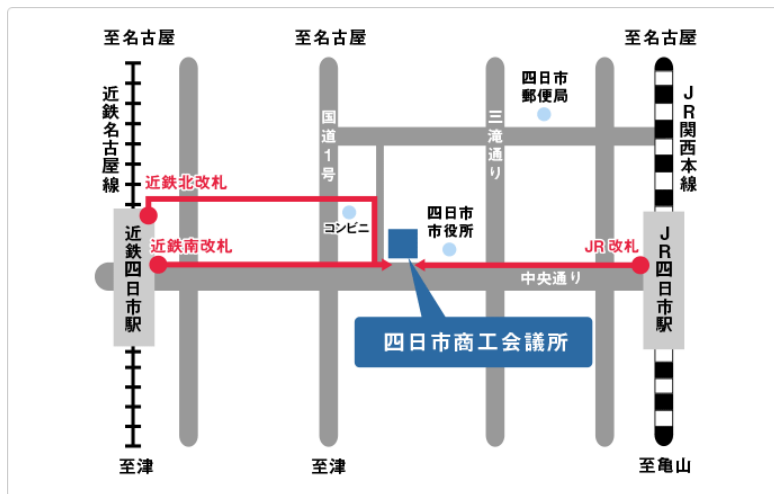 至名古屋
至名古屋
至名古屋
近鉄名古屋線
国道1号
三滝通り
四日市
郵便局
JR関西本線
近鉄北改札
コンビニ
四日市
市役所
近鉄南改札
JR改札
近鉄四日市駅
中央通り
JR四日市駅
四日市商工会議所
至津
至津
至亀山